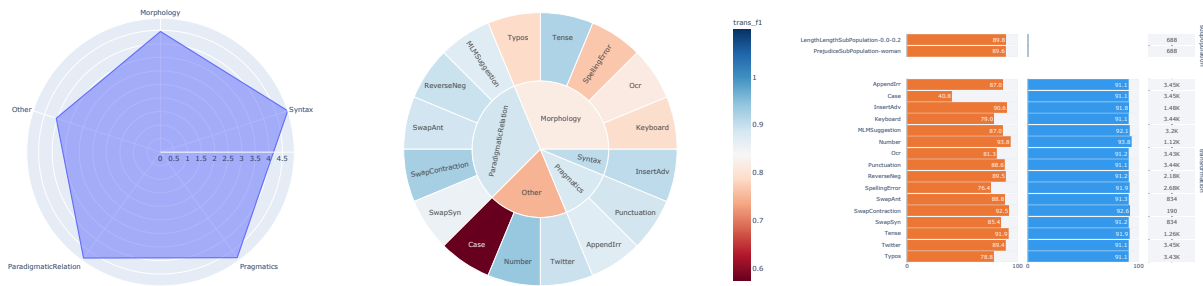 Morphology
Syntax
Pragmatics
ParadigmaticRelation
Other
0 0.5 1 1.5 2 2.5 3 3.5 4 4.5
Typos
Tense
SpellingError
Ocr
Keyboard
InsertAdv
Punctuation
AppendIrr
Twitter
Number
Case
SwapSyn
SwapContraction
SwapAnt
ReverseNeg
MLMSuggestion
Morphology
Syntax
Pragmatics
Other
ParadigmaticRelation
trans_f1
1
0.9
0.8
0.7
0.6
LengthLengthSubPopulation-0.0-0.2 89.8 688
PrejudiceSubPopulation-woman 89.6 688
AppendIrr 87.0 91.1 3.45K
Case 40.8 91.1 3.45K
InsertAdv 90.6 91.8 1.48K
Keyboard 79.0 91.1 3.44K
MLMSuggestion 87.0 92.1 3.2K
Number 93.8 93.8 1.12K
Ocr 81.3 91.2 3.43K
Punctuation 88.6 91.1 3.44K
ReverseNeg 89.5 91.2 2.18K
SpellingError 76.4 91.9 2.68K
SwapAnt 88.8 91.3 834
SwapContraction 92.5 92.6 190
SwapSyn 85.4 91.2 834
Tense 91.9 91.9 1.26K
Twitter 89.4 91.1 3.45K
Typos 78.8 91.1 3.43K
0 100 0 100